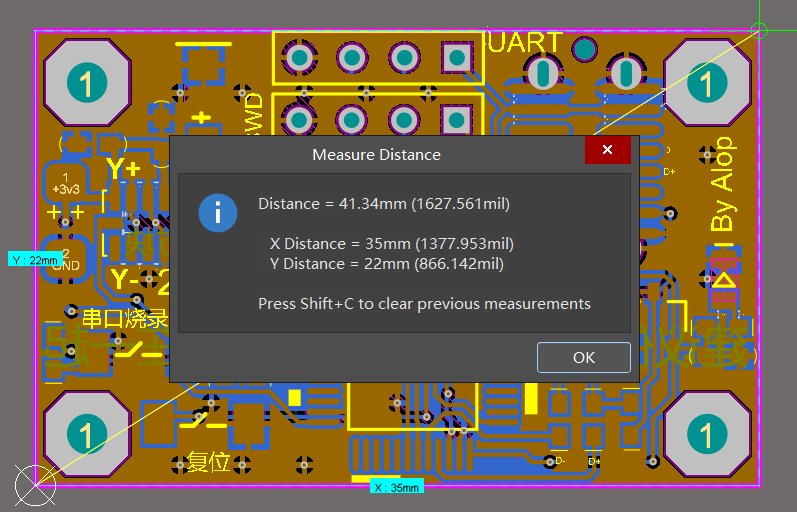 UART
1
1
SWD
+
Y+
1
+3v3
+ +
2
GND
Y-
串口烧录
By Alop
D+
Y : 22mm
Measure Distance
Distance = 41.34mm (1627.561mil)
X Distance = 35mm (1377.953mil)
Y Distance = 22mm (866.142mil)
Press Shift+C to clear previous measurements
OK
1
1
复位
D-
D+
X : 35mm